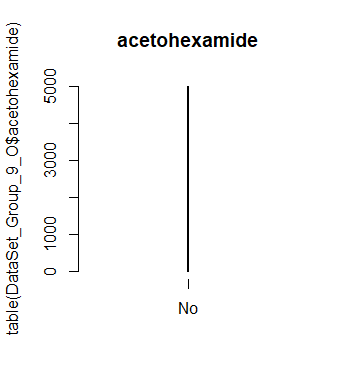 acetohexamide
table(DataSet_Group_9_O$acetohexamide)
5000
3000
1000
0
No